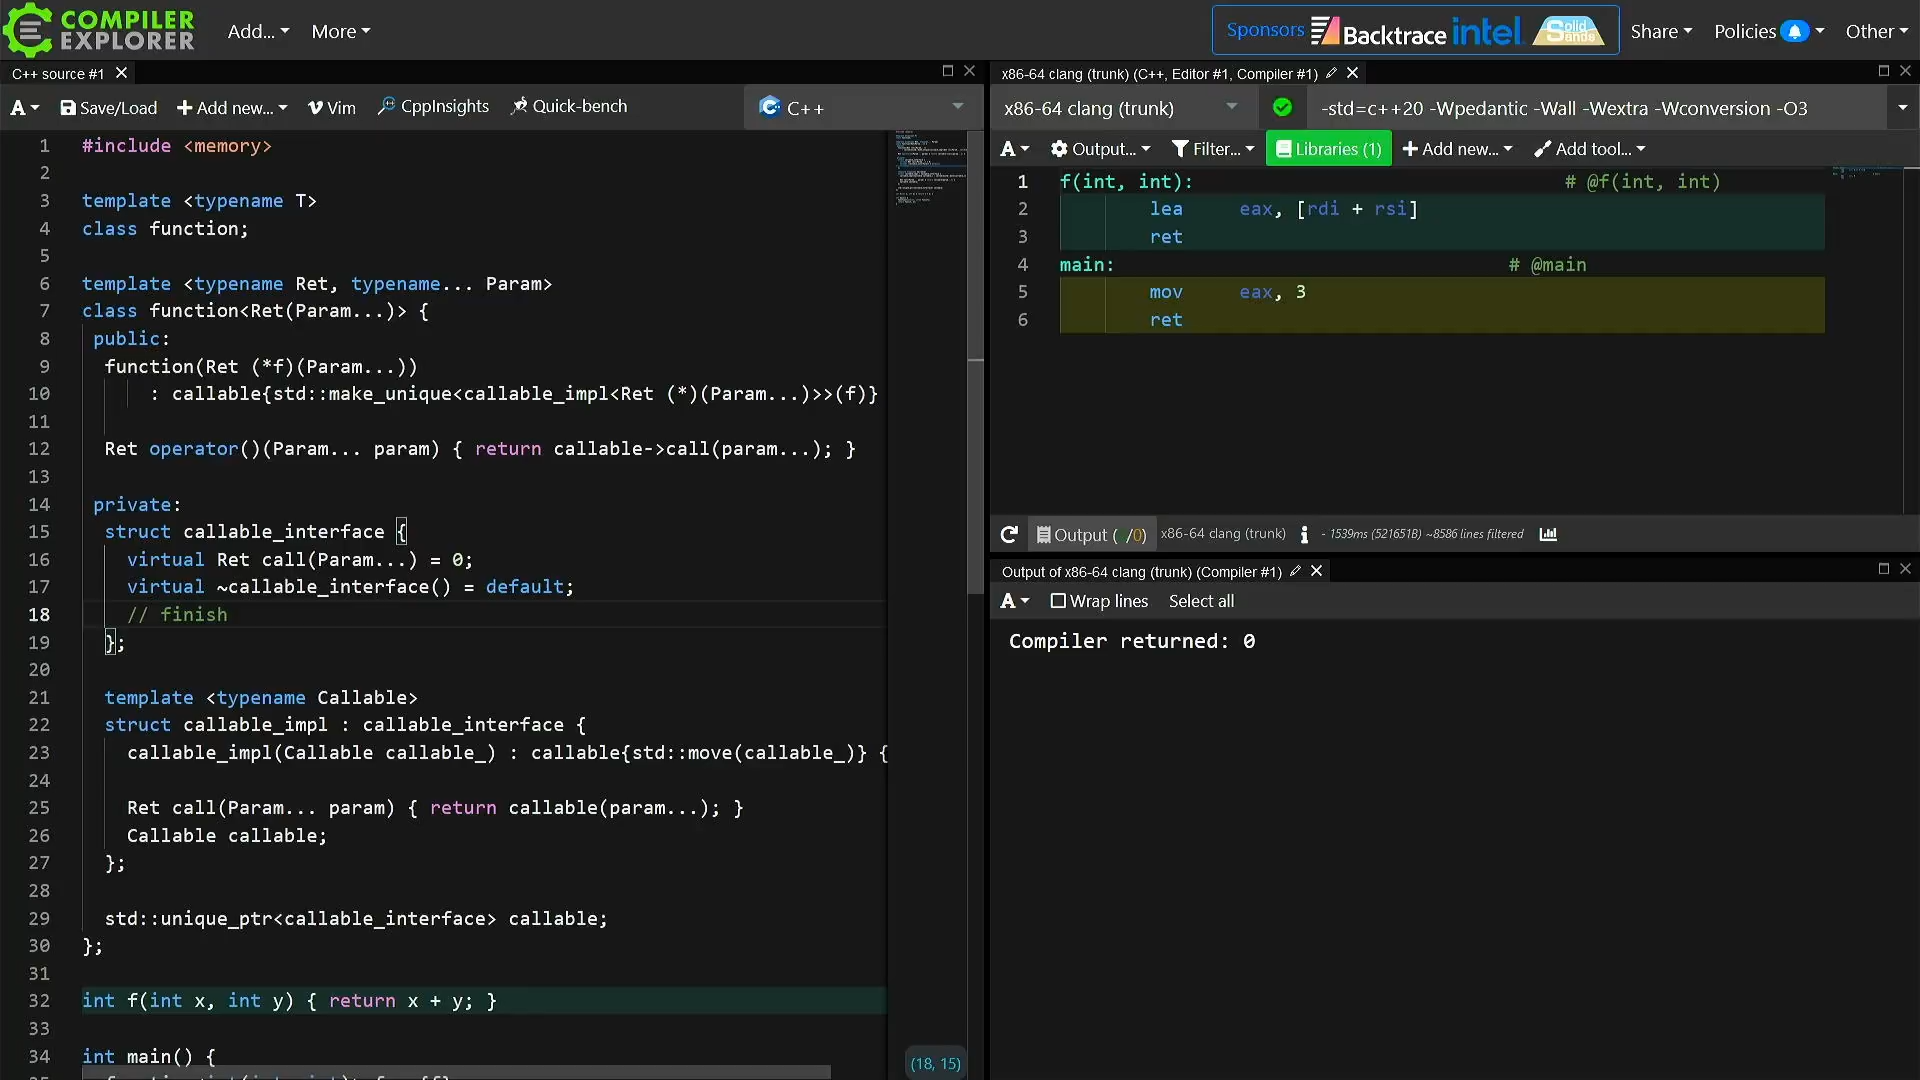 COMPILER
EXPLORER
Add...
More
Sponsors Backtrace intel. Solid Sands
Share
Policies
Other
C++ source #1
A
Save/Load
Add new...
Vim
CppInsights
Quick-bench
C++
1 #include <memory>
2
3 template <typename T>
4 class function;
5
6 template <typename Ret, typename... Param>
7 class function<Ret(Param...)> {
8 public:
9 function(Ret (*f)(Param...))
10 : callable{std::make_unique<callable_impl<Ret (*)(Param...)>>(f)}
11
12 Ret operator()(Param... param) { return callable->call(param...); }
13
14 private:
15 struct callable_interface {
16 virtual Ret call(Param...) = 0;
17 virtual ~callable_interface() = default;
18 // finish
19 };
20
21 template <typename Callable>
22 struct callable_impl : callable_interface {
23 callable_impl(Callable callable_) : callable{std::move(callable_)} {
24
25 Ret call(Param... param) { return callable(param...); }
26 Callable callable;
27 };
28
29 std::unique_ptr<callable_interface> callable;
30 };
31
32 int f(int x, int y) { return x + y; }
33
34 int main() {
(18, 15)
x86-64 clang (trunk) (C++, Editor #1, Compiler #1)
x86-64 clang (trunk)
-std=c++20 -Wpedantic -Wall -Wextra -Wconversion -O3
A
Output...
Filter...
Libraries (1)
Add new...
Add tool...
1 f(int, int): # @f(int, int)
2 lea eax, [rdi + rsi]
3 ret
4 main: # @main
5 mov eax, 3
6 ret
Output ( /0) x86-64 clang (trunk) i - 1539ms (521651B) ~8586 lines filtered
Output of x86-64 clang (trunk) (Compiler #1)
A
Wrap lines
Select all
Compiler returned: 0